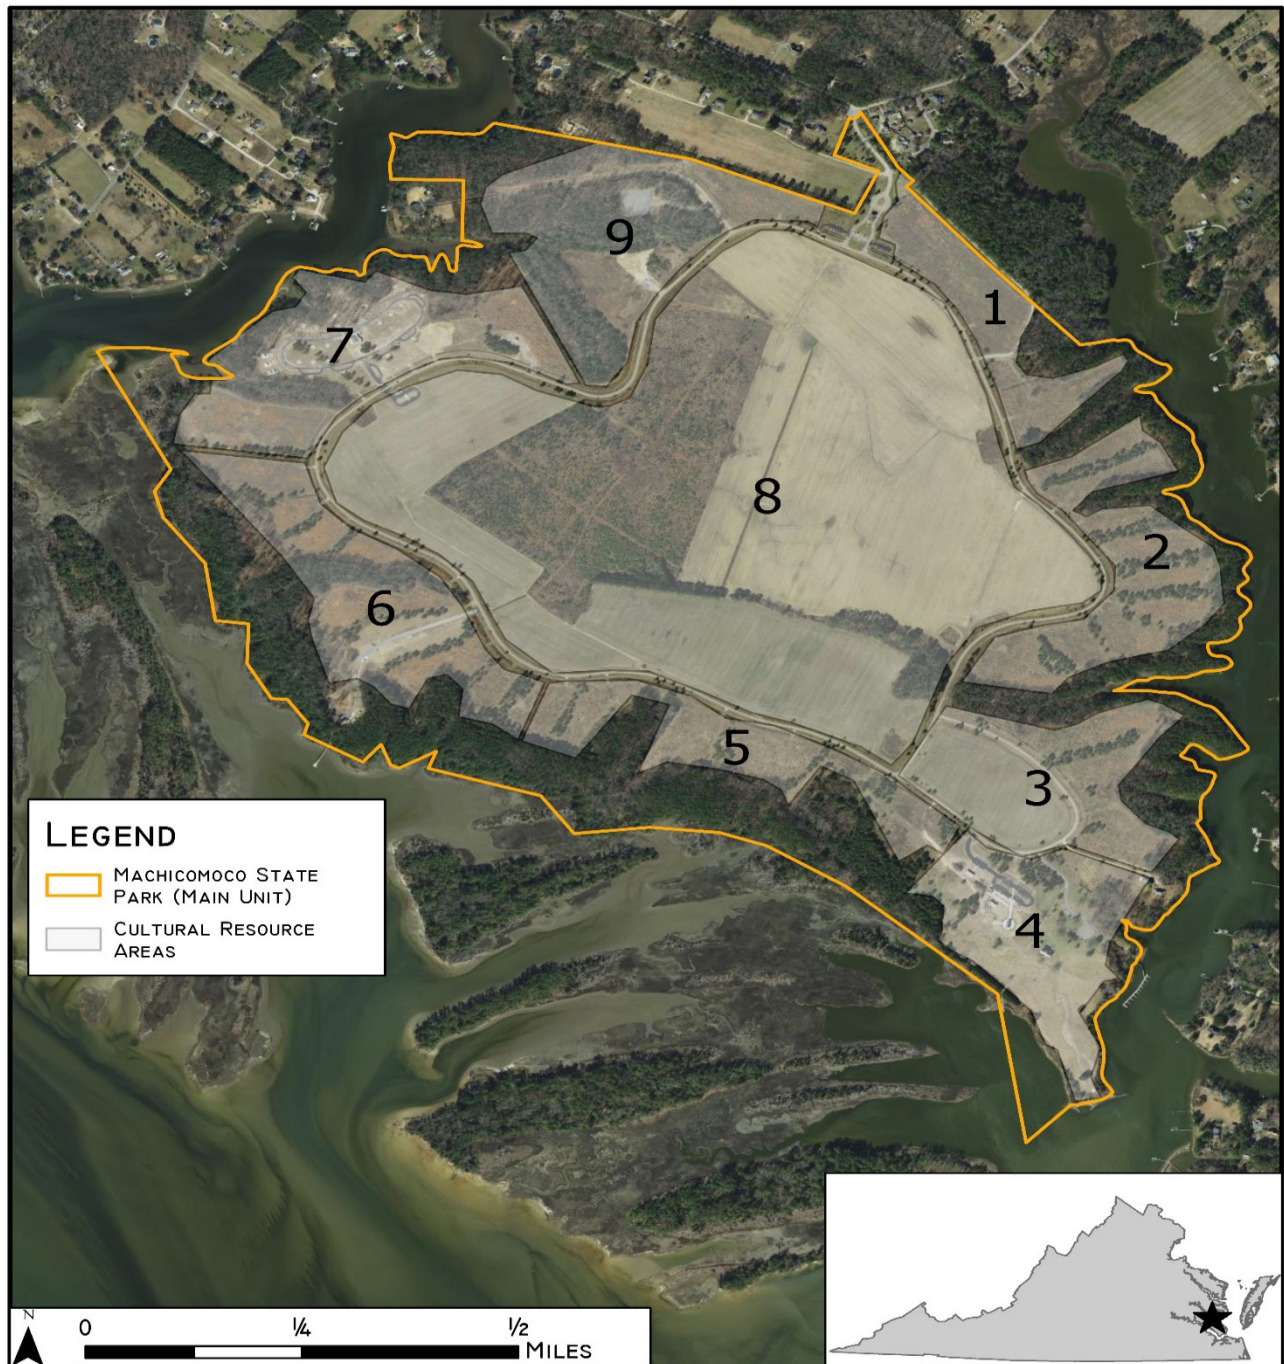 9
1
7
8
2
6
5
3
4
LEGEND
MACHICOMOCO STATE
PARK (MAIN UNIT)
CULTURAL RESOURCE
AREAS
N
0
¼
½
MILES